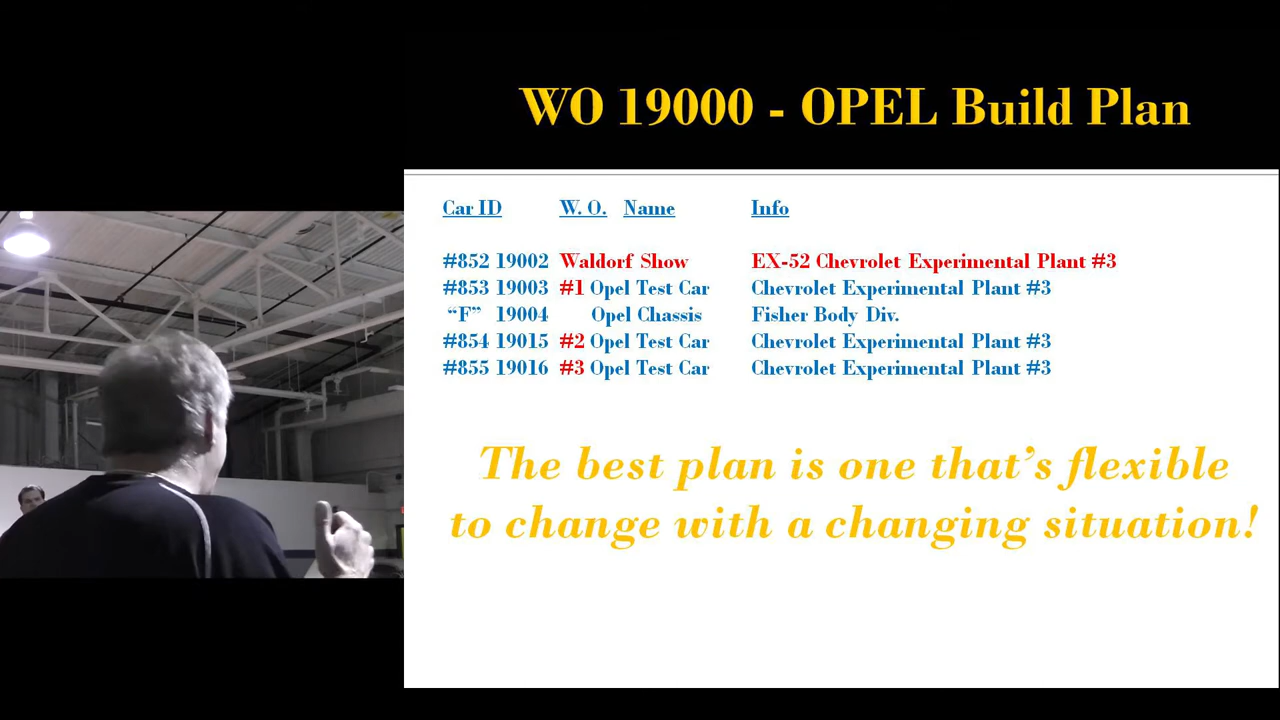 WO 19000 - OPEL Build Plan
Car ID W. O. Name Info
#852 19002 Waldorf Show EX-52 Chevrolet Experimental Plant #3
#853 19003 #1 Opel Test Car Chevrolet Experimental Plant #3
“F” 19004 Opel Chassis Fisher Body Div.
#854 19015 #2 Opel Test Car Chevrolet Experimental Plant #3
#855 19016 #3 Opel Test Car Chevrolet Experimental Plant #3
The best plan is one that’s flexible
to change with a changing situation!